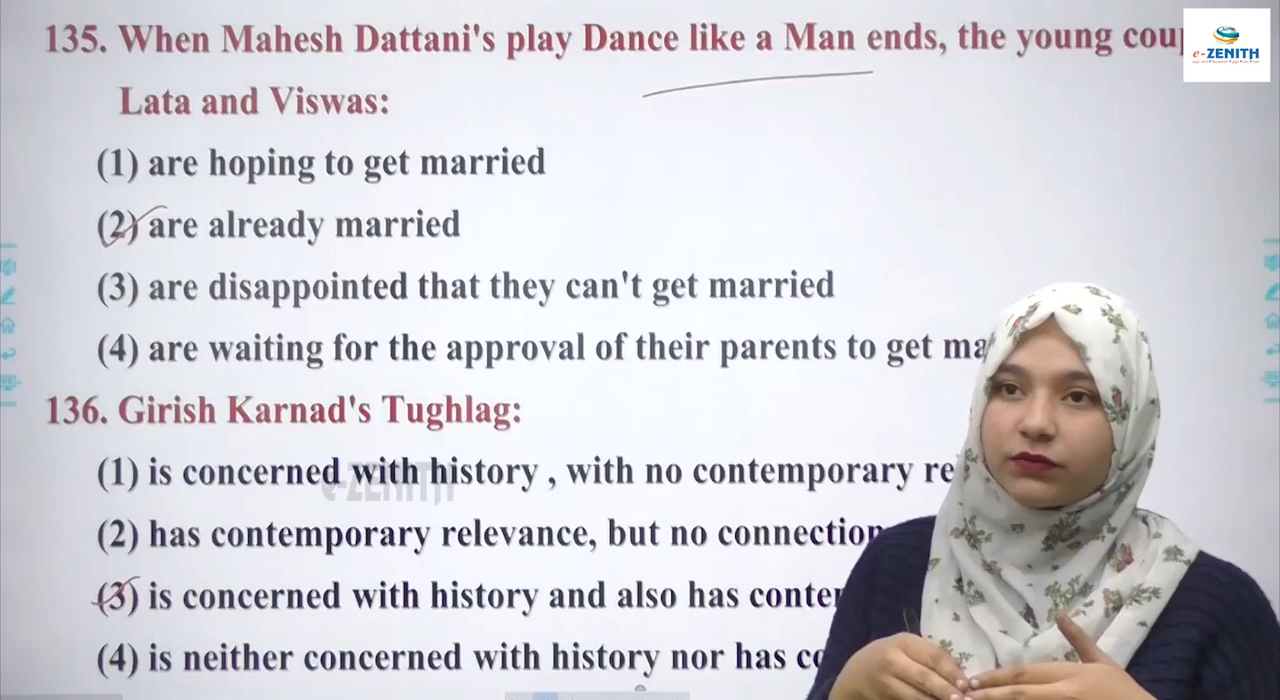 135. When Mahesh Dattani's play Dance like a Man ends, the young
Lata and Viswas:
(1) are hoping to get married
(2) are already married
(3) are disappointed that they can't get married
(4) are waiting for the approval of their parents to get
136. Girish Karnad's Tughlag:
(1) is concerned with history , with no contemporary
(2) has contemporary relevance, but no connection
(3) is concerned with history and also has
(4) is neither concerned with history nor has
e-ZENITH
e-ZENITH